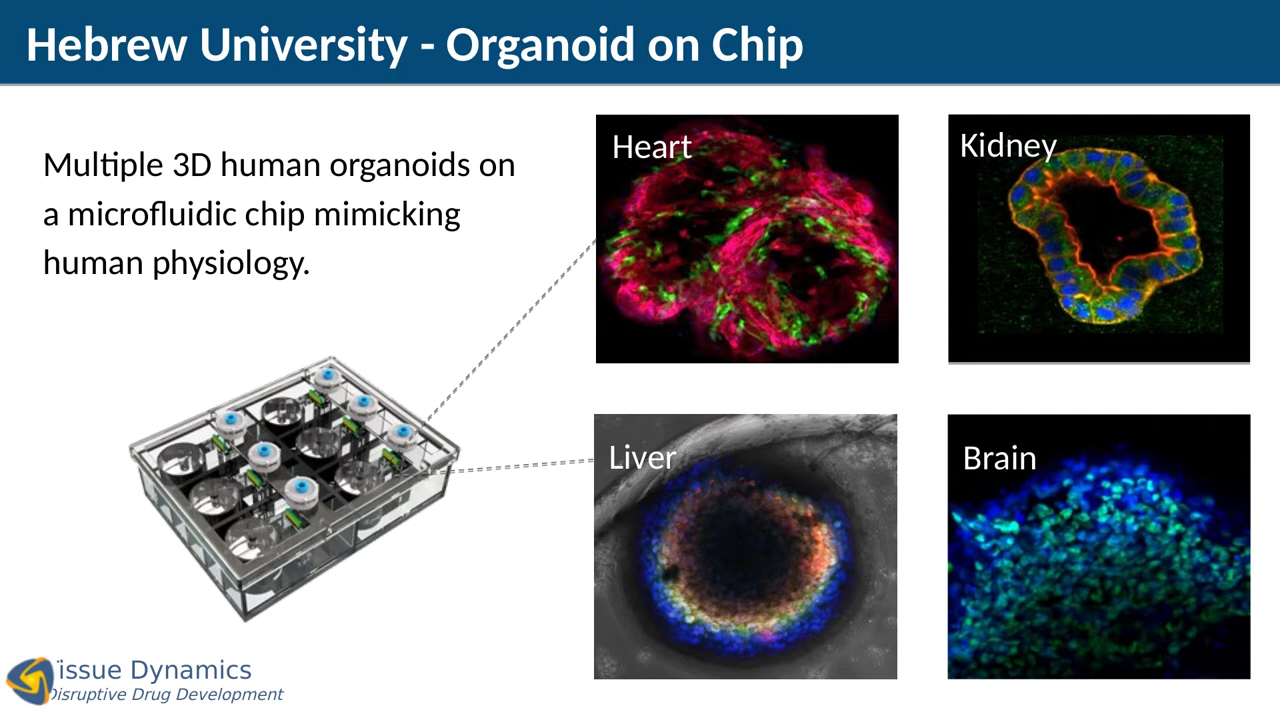 Hebrew University - Organoid on Chip
Multiple 3D human organoids on
a microfluidic chip mimicking
human physiology.
Heart
Kidney
Liver
Brain
issue Dynamics
Disruptive Drug Development